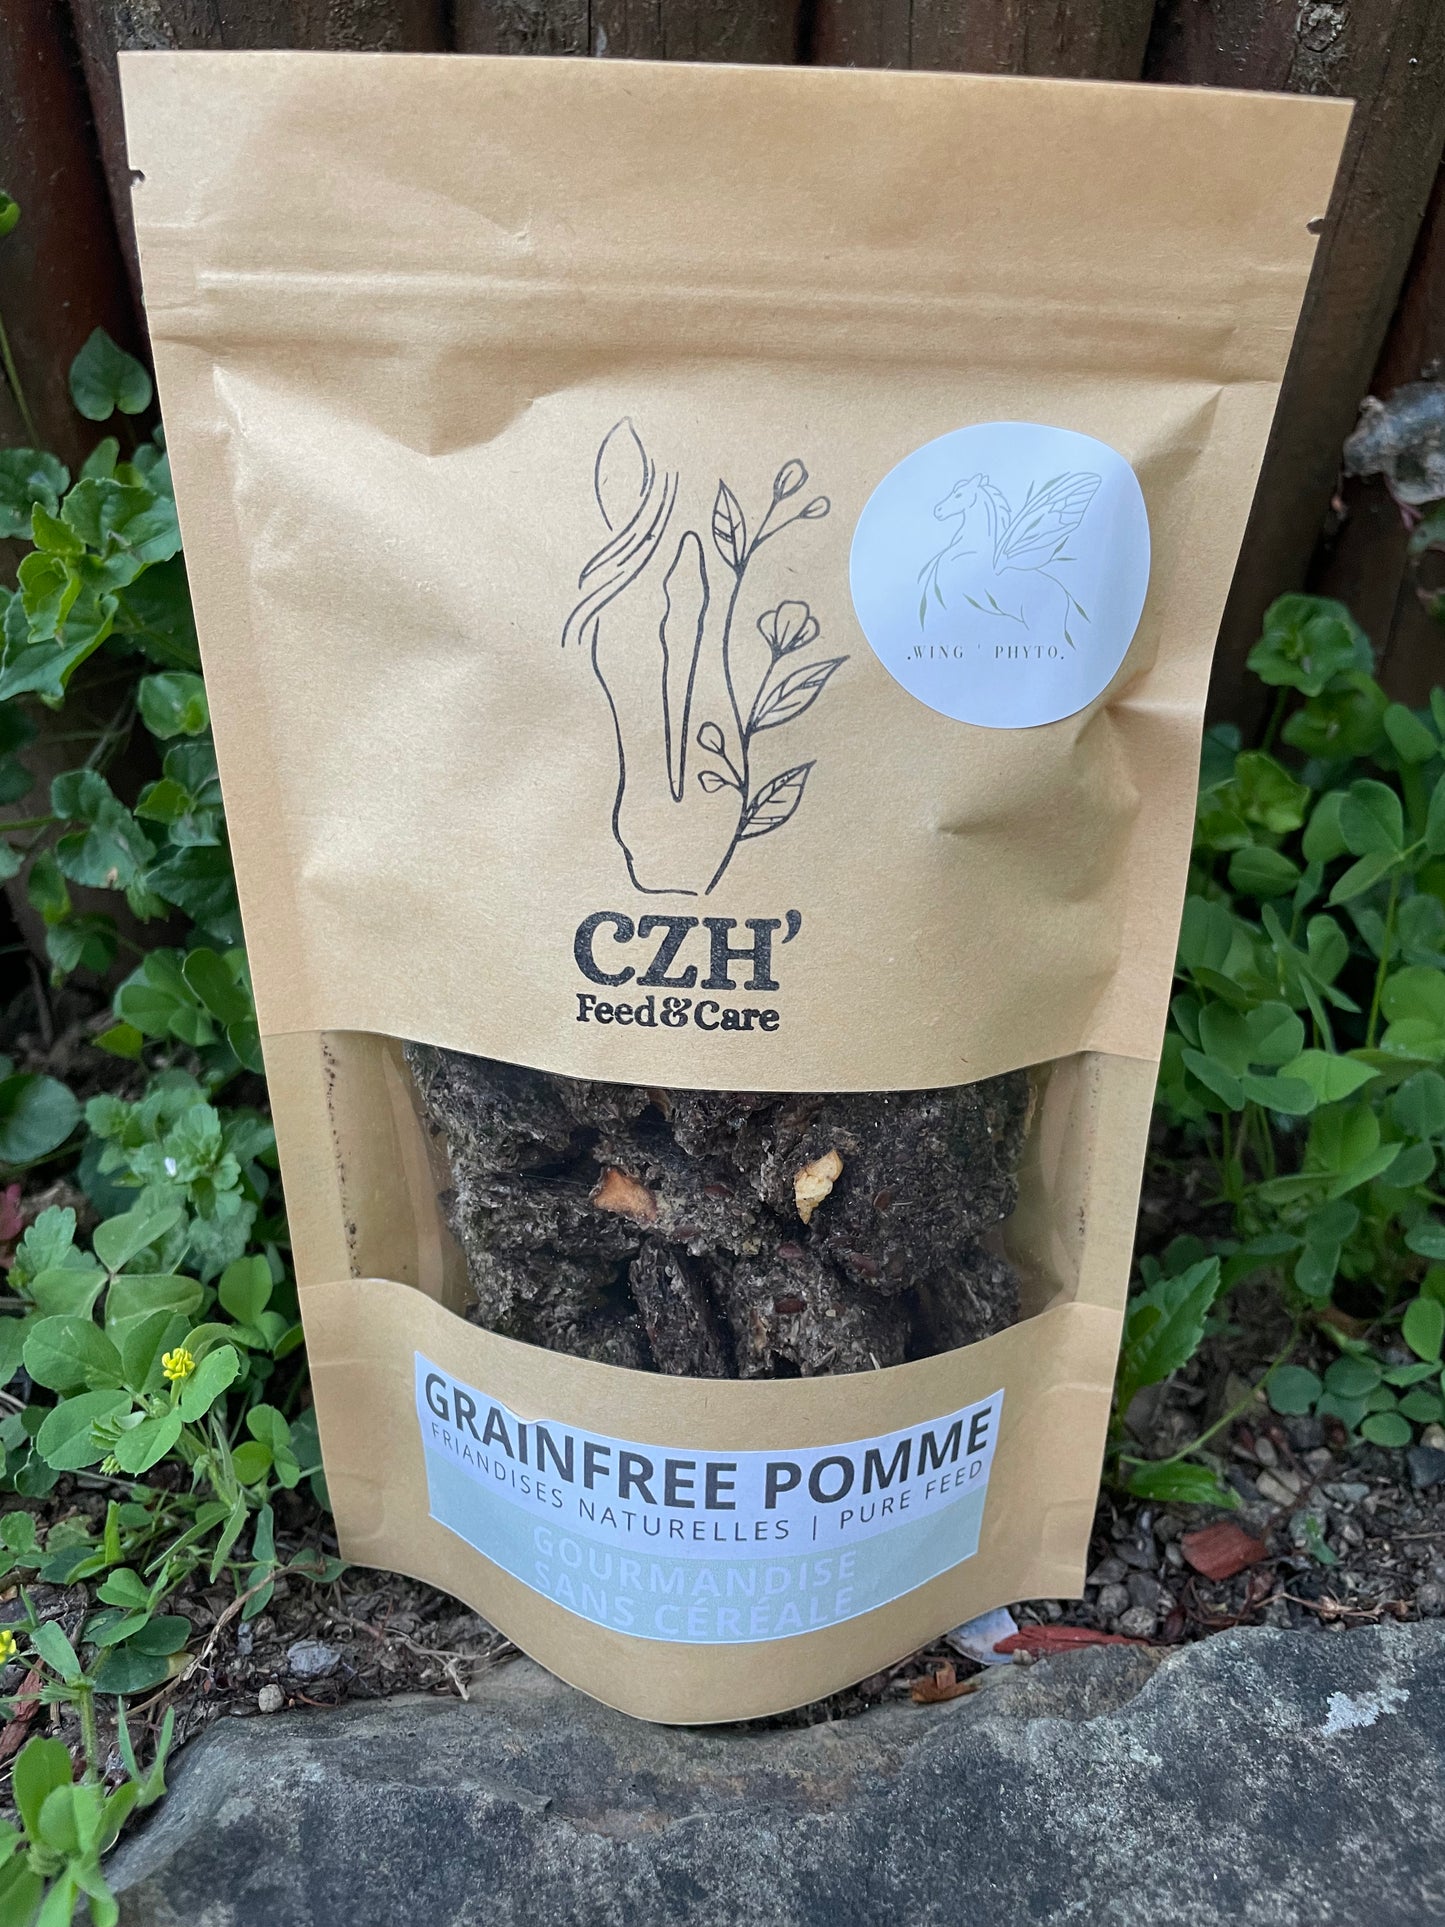 .WING ' PHYTO.
CZH'
Feed&Care
GRAINFREE POMME
FRIANDISES NATURELLES | PURE FEED
GOURMANDISE
SANS CÉRÉALE